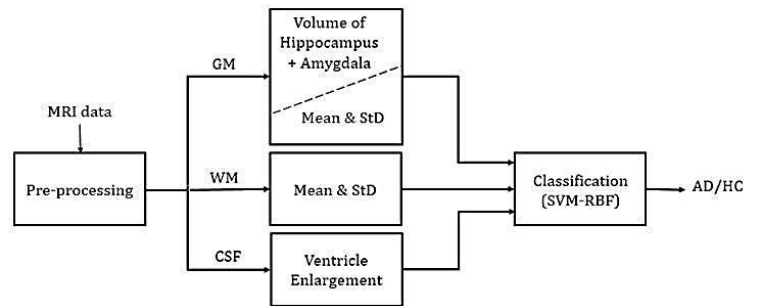 Volume of
Hippocampus
+ Amygdala
GM
Mean & StD
MRI data
Pre-processing
WM
Mean & StD
Classification
(SVM-RBF)
AD/HC
CSF
Ventricle
Enlargement